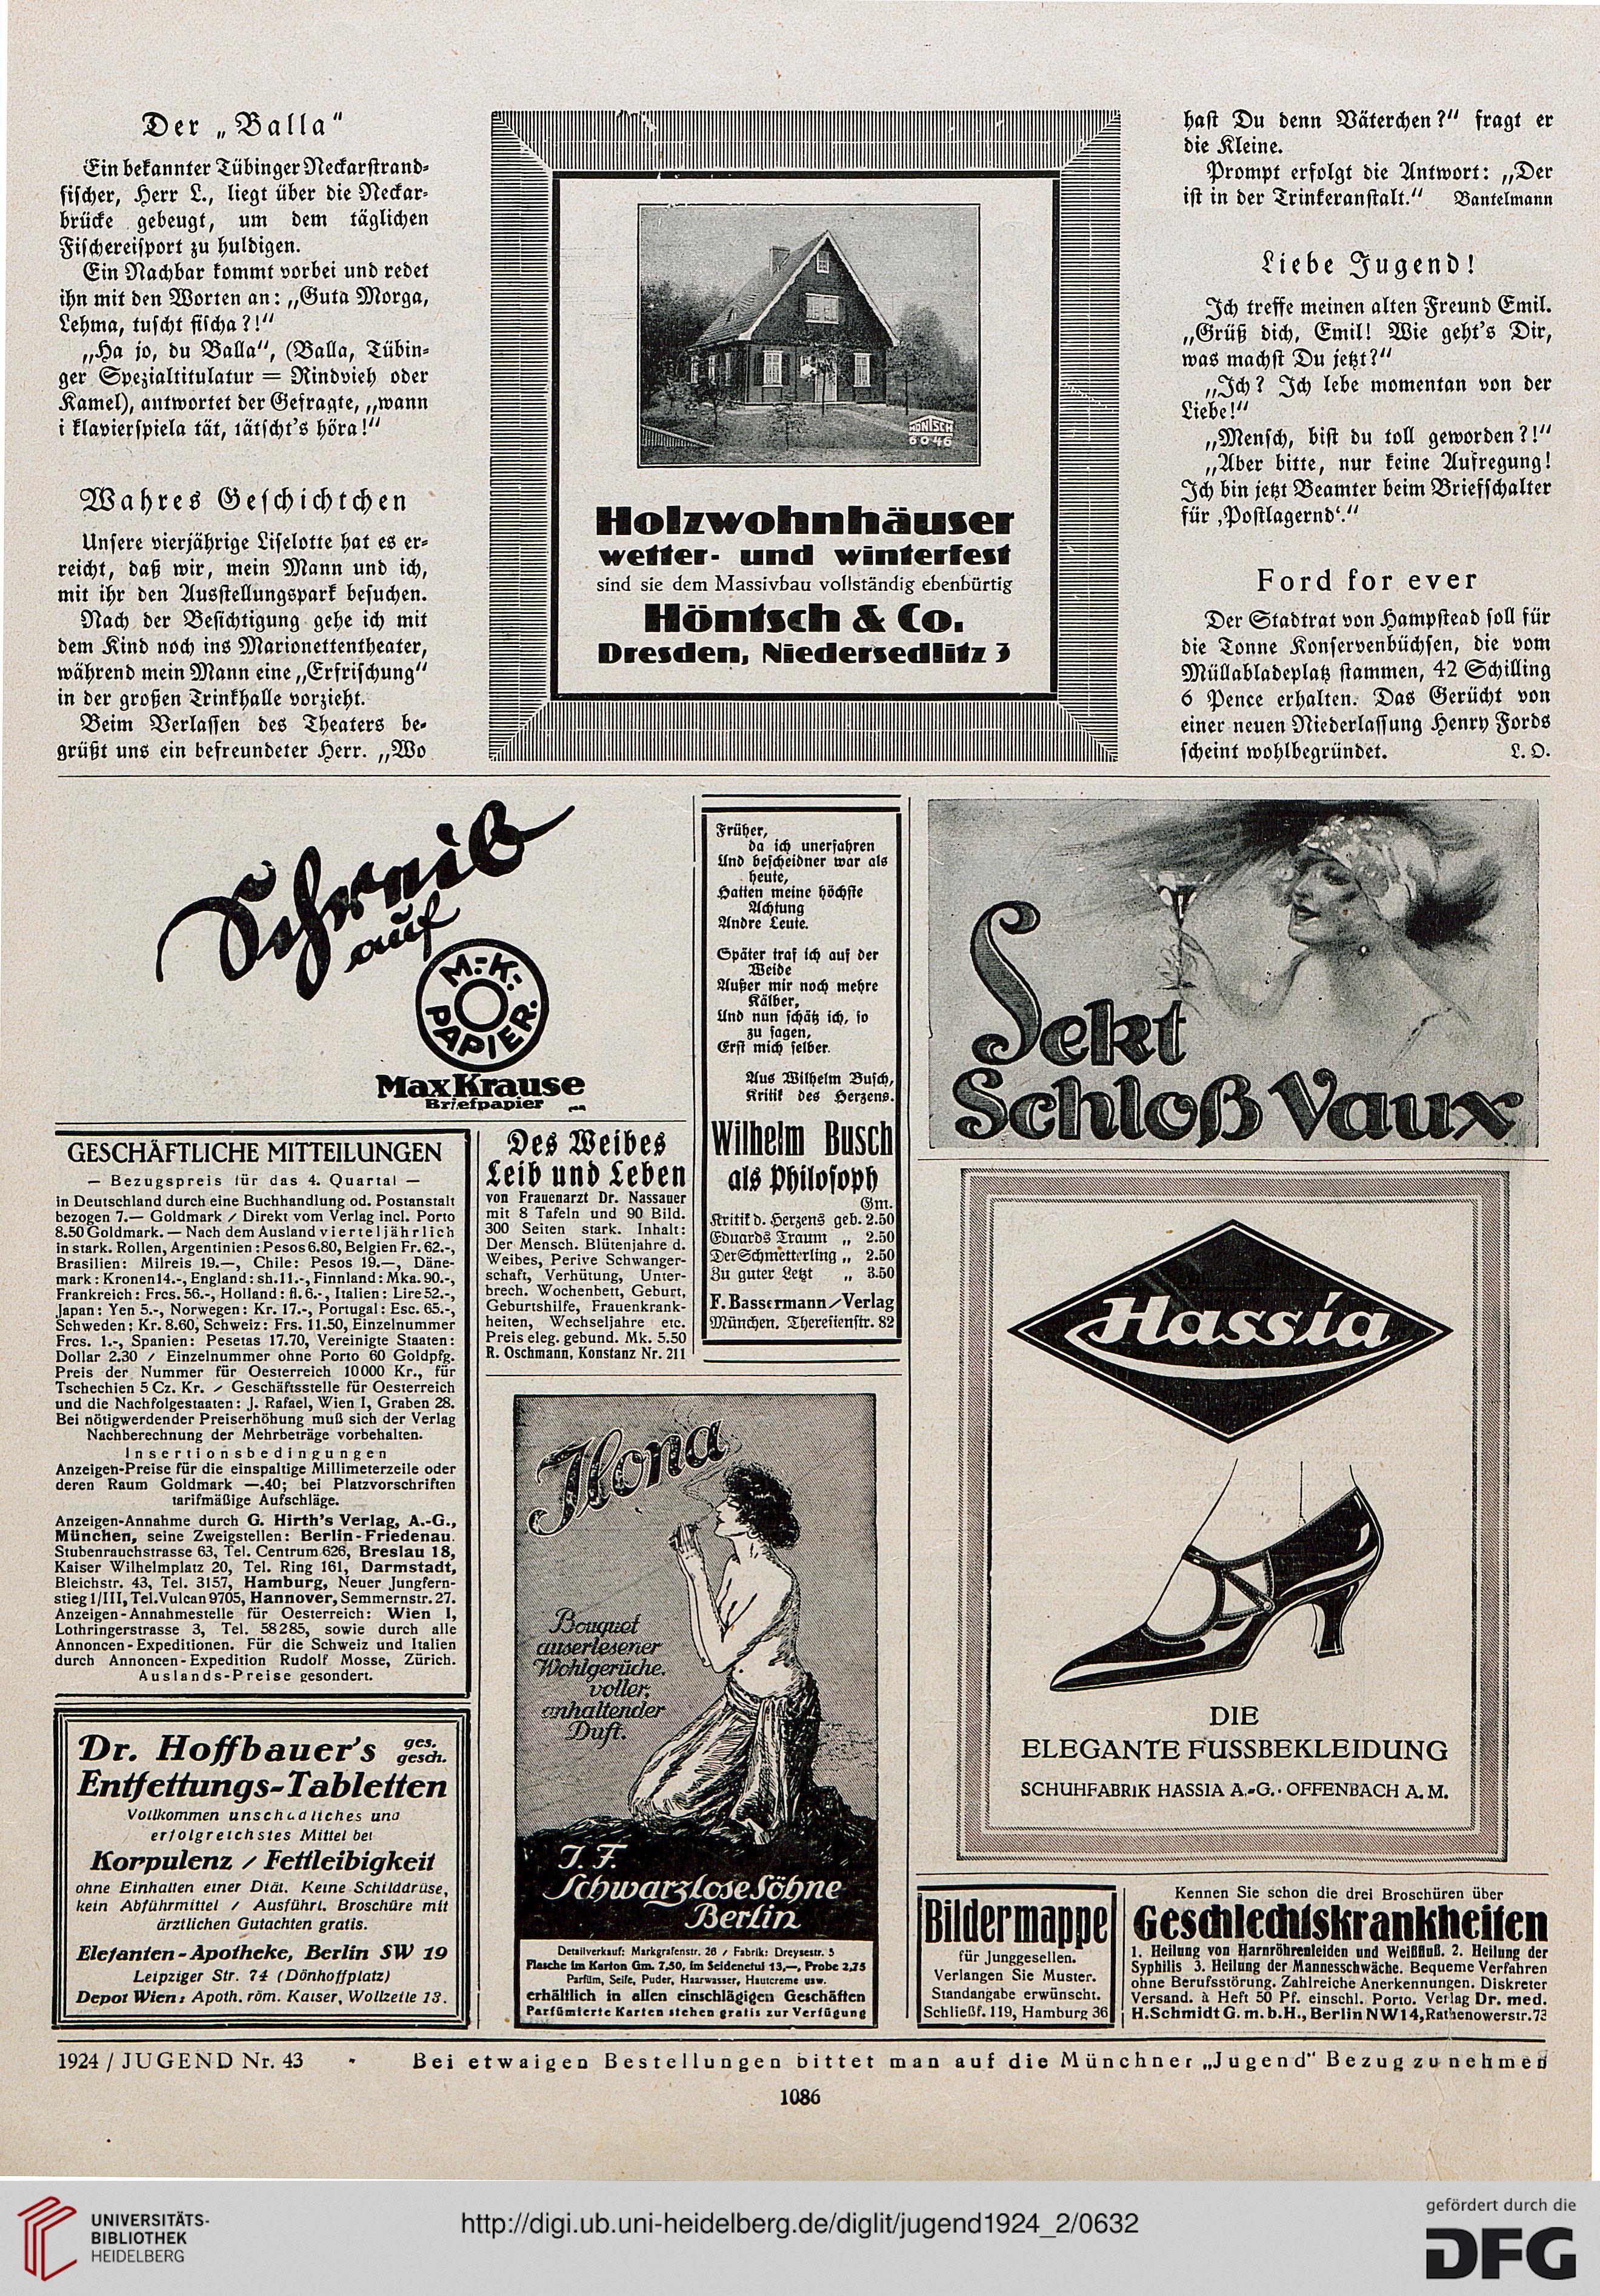 Der „Balla"
Ein bekannter Tübinger Neckarstrand-
fischer, Herr L., liegt über die Neckar-
brücke gebeugt, um dem täglichen
Fischereisport zu huldigen.
Ein Nachbar kommt vorbei und redet
ihn mit den Worten an: „Guta Morga,
Lehma, tuscht fischa?!"
„Ha jo, du Balla", (Balla, Tübin-
ger Spezialtitulatur = Rindvieh oder
Kamel), antwortet der Gefragte, „wann
i klavierspiela tät, tätscht's höra!"
Wahres Geschichtchen
Unsere vierjährige Liselotte hat es er-
reicht, daß wir, mein Mann und ich,
mit ihr den Ausstellungspark besuchen.
Nach der Besichtigung gehe ich mit
dem Kind noch ins Marionettentheater,
während mein Mann eine „Erfrischung"
in der großen Trinkhalle vorzieht.
Beim Verlassen des Theaters be-
grüßt uns ein befreundeter Herr. „Wo
HÖNTSCH
6046
Holzwohnhäuser
wetter- und winterfest
sind sie dem Massivbau vollständig ebenbürtig
Höntsch & Co.
Dresden, Niedersedlitz 3
hast Du denn Väterchen?" fragt er
die Kleine.
Prompt erfolgt die Antwort: „Der
ist in der Trinkeranstalt." Bantelmann
Liebe Jugend!
Ich treffe meinen alten Freund Emil.
„Grüß dich, Emil! Wie geht's Dir,
was machst Du jetzt?"
„Ich? Ich lebe momentan von der
Liebe!"
„Mensch, bist du toll geworden?!"
„Aber bitte, nur keine Aufregung!
Ich bin jetzt Beamter beim Briefschalter
für ‚Postlagernd'."
Ford for ever
Der Stadtrat von Hampstead soll für
die Tonne Konservenbüchsen, die vom
Müllabladeplatz stammen, 42 Schilling
6 Pence erhalten. Das Gerücht von
einer neuen Niederlassung Henry Fords
scheint wohlbegründet. L. O.
Schreib
auf
M.-K.-
PAPIER.
Max Krause
Briefpapier
Früher,
da ich unerfahren
Und bescheidner war als
heute,
Hatten meine höchste
Achtung
Andre Leute.
Später traf ich auf der
Weide
Außer mir noch mehre
Kälber,
Und nun schätz ich, so
zu sagen,
Erst mich selber.
Aus Wilhelm Busch,
Kritik des Herzens.
Wilhelm Busch
als Philosoph
Gm.
Kritik d. Herzens geb. 2.50
Eduards Traum „ 2.50
Der Schmetterling „ 2.50
Zu guter Letzt „ 3.50
F. Bassermann / Verlag
München. Theresienstr. 82
Sekt
Schloß Vaux
GESCHÄFTLICHE MITTEILUNGEN
— Bezugspreis für das 4. Quartal —
in Deutschland durch eine Buchhandlung od. Postanstalt
bezogen 7.— Goldmark / Direkt vom Verlag incl. Porto
8.50 Goldmark. — Nach dem Ausland vierteljährlich
in stark. Rollen, Argentinien: Pesos 6.80, Belgien Fr. 62.-,
Brasilien: Milreis 19.—, Chile: Pesos 19.—, Däne-
mark: Kronen 14.-, England: sh. 11.-, Finnland: Mka. 90.-,
Frankreich: Frcs. 56.-, Holland: fl. 6.-, Italien: Lire 52.-,
Japan: Yen 5.-, Norwegen: Kr. 17.-, Portugal: Esc. 65.-,
Schweden: Kr. 8.60, Schweiz: Frs. 11.50, Einzelnummer
Frcs. 1.-, Spanien: Pesetas 17.70, Vereinigte Staaten:
Dollar 2.30 / Einzelnummer ohne Porto 60 Goldpfg.
Preis der Nummer für Oesterreich 10000 Kr., für
Tschechien 5 Cz. Kr. / Geschäftsstelle für Oesterreich
und die Nachfolgestaaten: J. Rafael, Wien I, Graben 28.
Bei nötigwerdender Preiserhöhung muß sich der Verlag
Nachberechnung der Mehrbeträge vorbehalten.
Insertionsbedingungen
Anzeigen-Preise für die einspaltige Millimeterzeile oder
deren Raum Goldmark —.40; bei Platzvorschriften
tarifmäßige Aufschläge.
Anzeigen-Annahme durch G. Hirth's Verlag, A.-G.,
München, seine Zweigstellen: Berlin-Friedenau.
Stubenrauchstrasse 63, Tel. Centrum 626, Breslau 18,
Kaiser Wilhelmplatz 20, Tel. Ring 161, Darmstadt,
Bleichstr. 43, Tel. 3157, Hamburg, Neuer Jungfern-
stieg 1/III, Tel. Vulcan 9705, Hannover, Semmernstr. 27.
Anzeigen-Annahmestelle für Oesterreich: Wien I,
Lothringerstrasse 3, Tel. 58285, sowie durch alle
Annoncen-Expeditionen. Für die Schweiz und Italien
durch Annoncen-Expedition Rudolf Mosse, Zürich.
Auslands-Preise gesondert.
Des Weibes
Leib und Leben
von Frauenarzt Dr. Nassauer
mit 8 Tafeln und 90 Bild.
300 Seiten stark. Inhalt:
Der Mensch. Blütenjahre d.
Weibes, Perive Schwanger-
schaft, Verhütung, Unter-
brech. Wochenbett, Geburt,
Geburtshilfe, Frauenkrank-
heiten, Wechseljahre etc.
Preis eleg. gebund. Mk. 5.50
R. Oschmann, Konstanz Nr. 211
Ilona
Bouquet
auserlesener
Wohlgerüche.
voller,
anhaltender
Duft.
J. F.
Schwarzlose Söhne
Berlin
Detailverkauf: Markgrafenstr. 26 / Fabrik: Dreysestr. 5
Flasche im Karton Gm. 7,50, im Seidenetui 13,—, Probe 2,75
Parfüm, Seife, Puder, Haarwasser, Hautcreme usw.
erhältlich in allen einschlägigen Geschäften
Parfümierte Karten stehen gratis zur Verfügung
Hassia
DIE
ELEGANTE FUSSBEKLEIDUNG
SCHUHFABRIK HASSIA A.-G. · OFFENBACH A. M.
Dr. Hoffbauer's ges. gesch.
Entfettungs-Tabletten
Vollkommen unschädliches und
erfolgreichstes Mittel bei
Korpulenz / Fettleibigkeit
ohne Einhalten einer Diät. Keine Schilddrüse,
kein Abführmittel / Ausführl. Broschüre mit
ärztlichen Gutachten gratis.
Elefanten-Apotheke, Berlin SW 19
Leipziger Str. 74 (Dönhoffplatz)
Depot Wien: Apoth. röm. Kaiser, Wollzeile 13.
Bildermappe
für Junggesellen.
Verlangen Sie Muster.
Standangabe erwünscht.
Schließf. 119, Hamburg 36
Kennen Sie schon die drei Broschüren über
Geschlechtskrankheiten
1. Heilung von Harnröhrenleiden und Weißfluß. 2. Heilung der
Syphilis 3. Heilung der Mannesschwäche. Bequeme Verfahren
ohne Berufsstörung. Zahlreiche Anerkennungen. Diskreter
Versand. à Heft 50 Pf. einschl. Porto. Verlag Dr. med.
H. Schmidt G. m. b. H., Berlin NW 14, Rathenowerstr. 73
1924 / JUGEND Nr. 43 · Bei etwaigen Bestellungen bittet man auf die Münchner „Jugend" Bezug zu nehmen
1086
UNIVERSITÄTS-
BIBLIOTHEK
HEIDELBERG
http://digi.ub.uni-heidelberg.de/diglit/jugend1924_2/0632
gefördert durch die
DFG